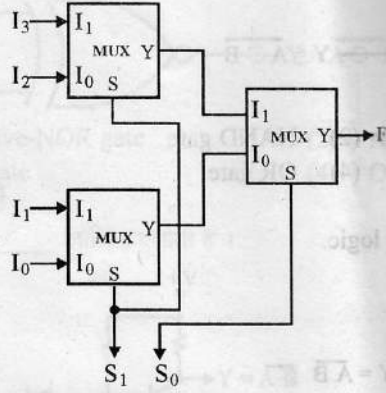 I₃ I₁
MUX Y
I₂ I₀ S
I₁
MUX Y F
I₀
S
I₁ I₁ Y
MUX
I₀ I₀ S
S₁ S₀